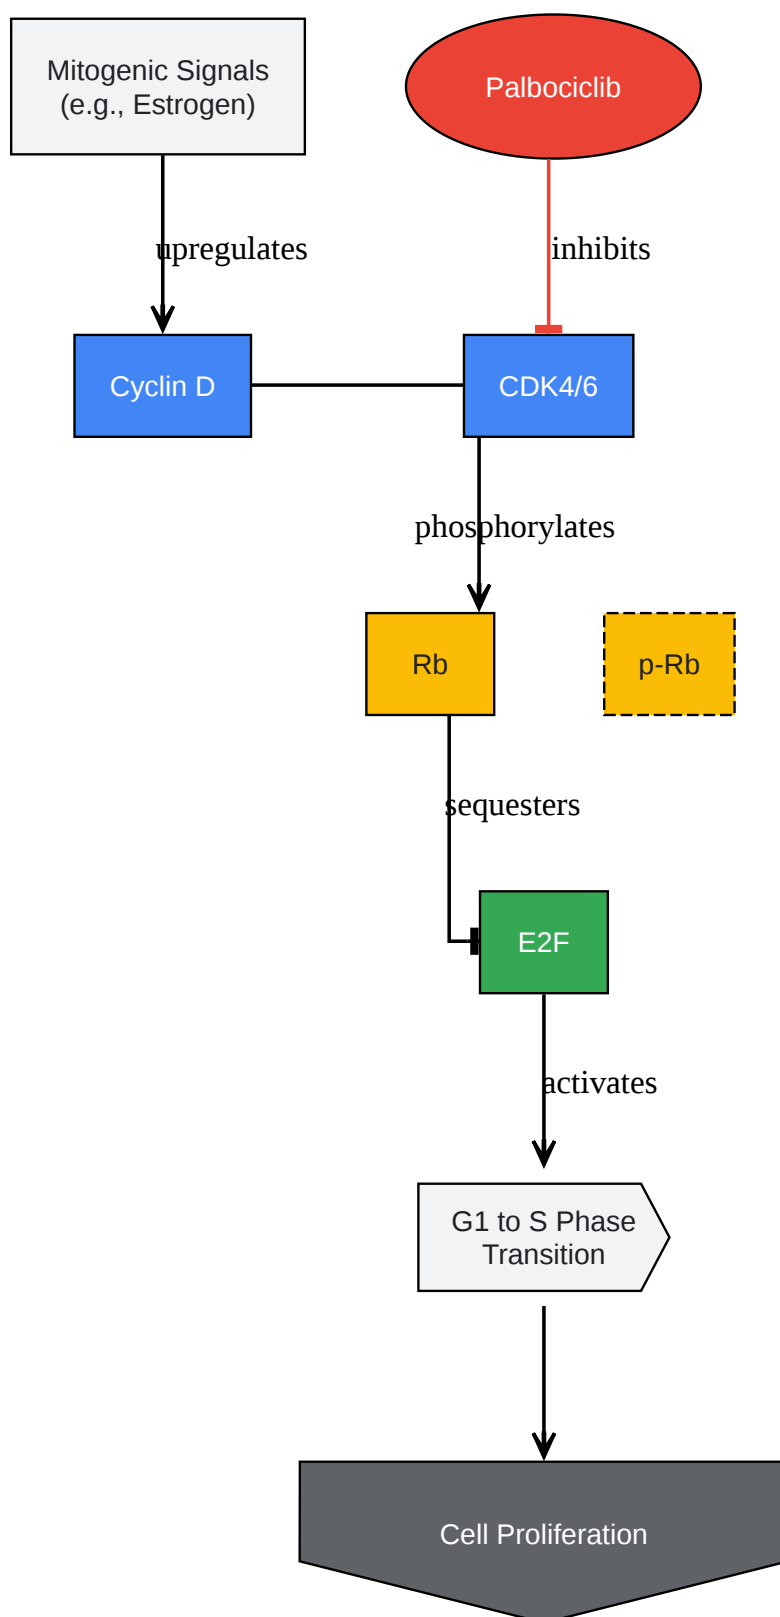 Mitogenic Signals
(e.g., Estrogen)
Palbociclib
upregulates
inhibits
Cyclin D
CDK4/6
phosphorylates
Rb
p-Rb
sequesters
E2F
activates
G1 to S Phase
Transition
Cell Proliferation